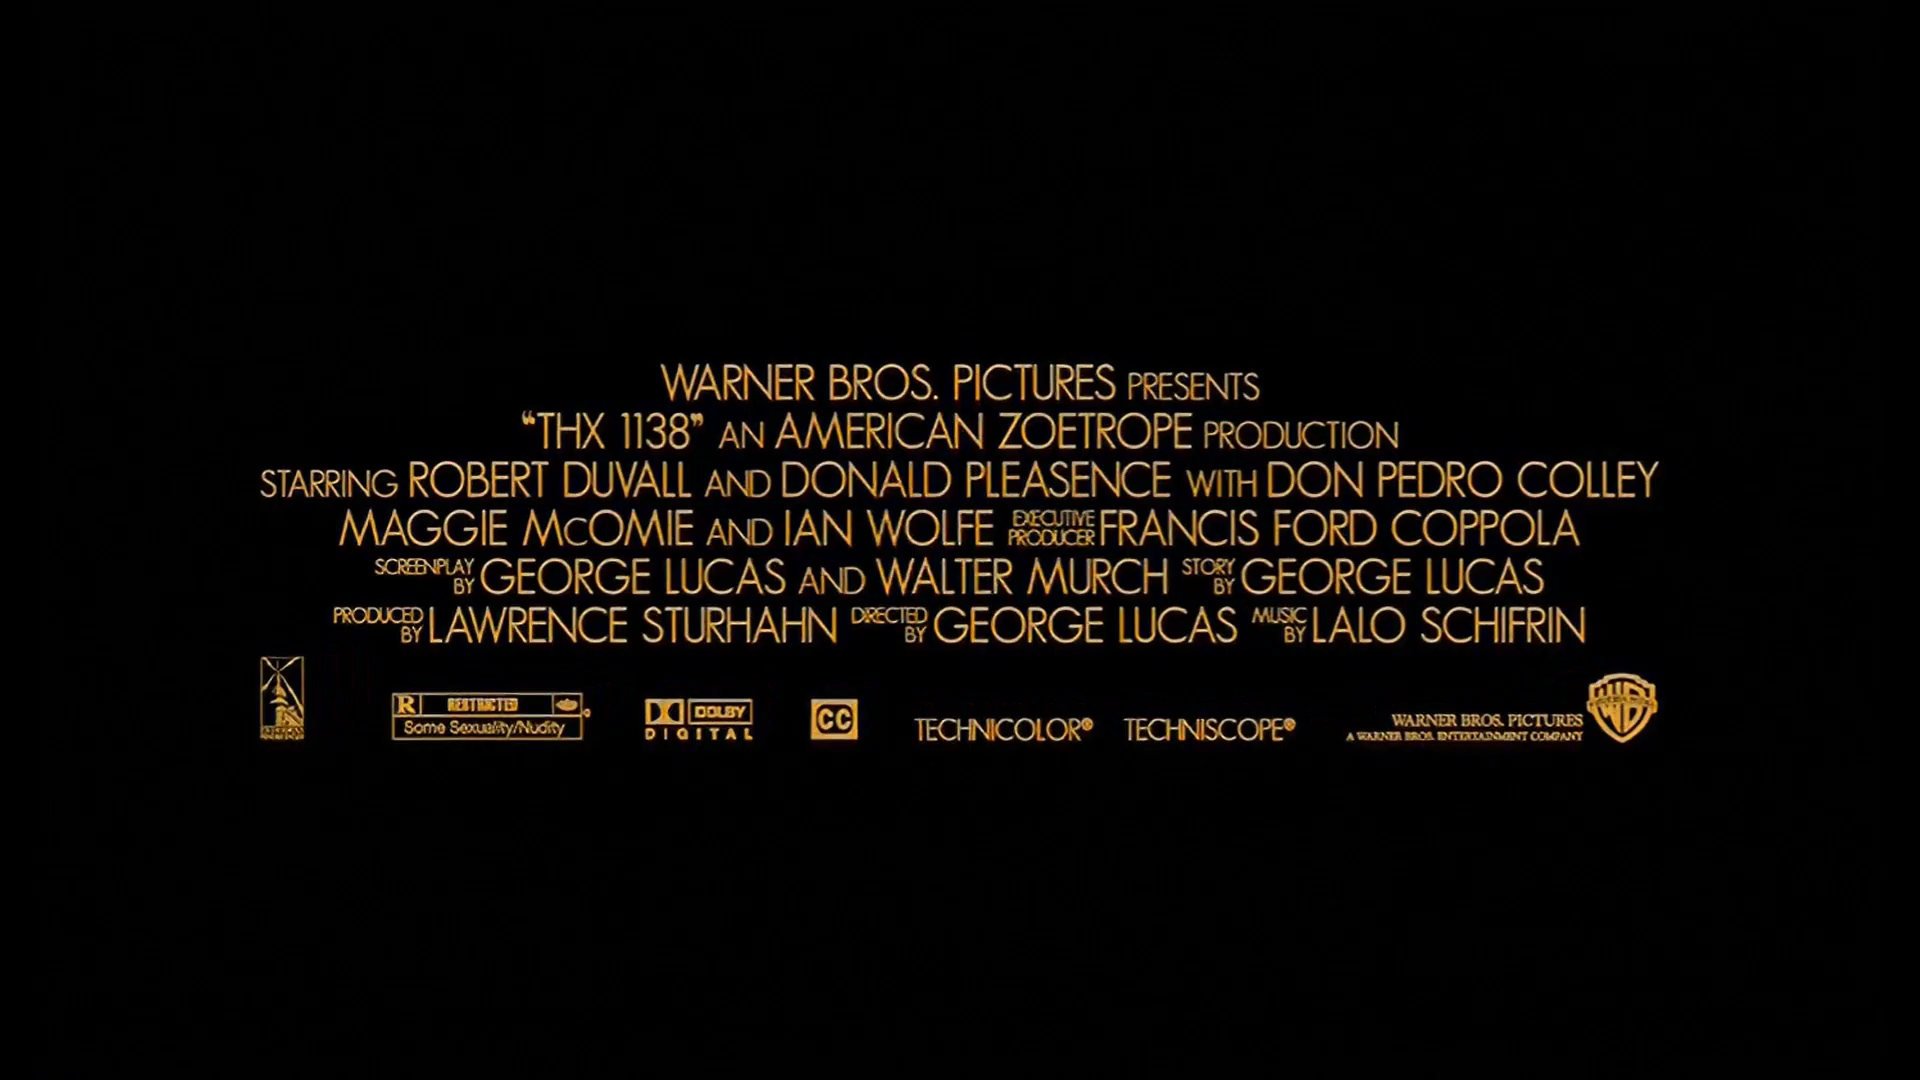 WARNER BROS. PICTURES PRESENTS
“THX 1138” AN AMERICAN ZOETROPE PRODUCTION
STARRING ROBERT DUVALL AND DONALD PLEASENCE WITH DON PEDRO COLLEY
MAGGIE McOMIE AND IAN WOLFE EXECUTIVE PRODUCER FRANCIS FORD COPPOLA
SCREENPLAY BY GEORGE LUCAS AND WALTER MURCH STORY BY GEORGE LUCAS
PRODUCED BY LAWRENCE STURHAHN DIRECTED BY GEORGE LUCAS MUSIC BY LALO SCHIFRIN
R RESTRICTED
Some Sexuality/Nudity
DOLBY
DIGITAL
CC
TECHNICOLOR® TECHNISCOPE®
WARNER BROS. PICTURES
A WARNER BROS. ENTERTAINMENT COMPANY
WB